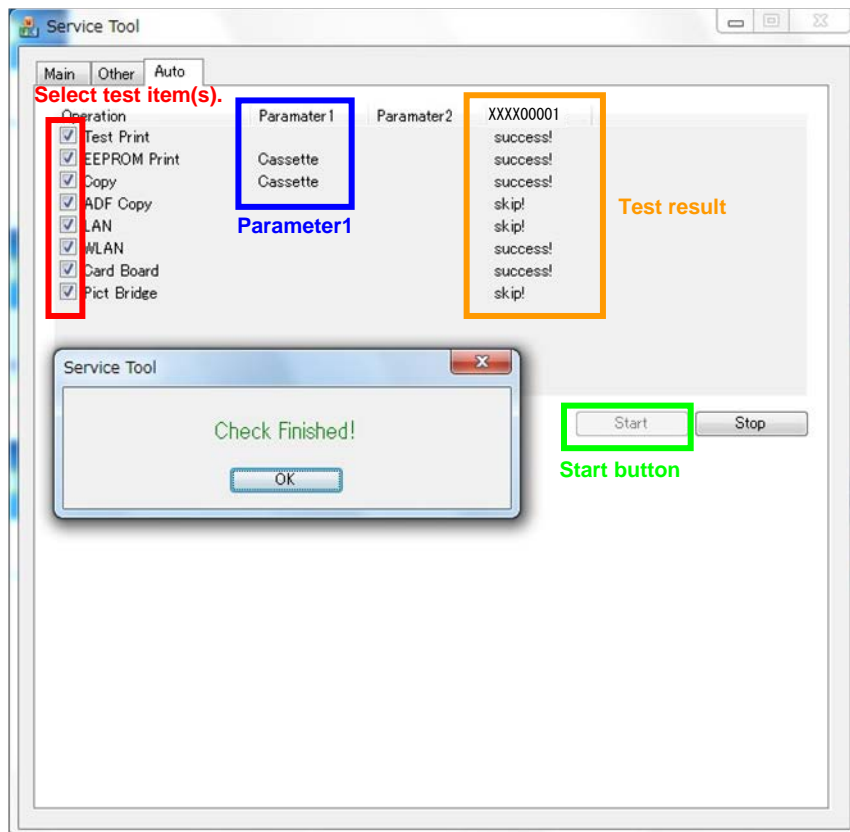 Service Tool
Main Other Auto
Select test item(s).
Operation Paramater1 Paramater2 XXXX00001
Test Print success!
EEPROM Print Cassette success!
Copy Cassette success!
ADF Copy skip!
LAN skip!
WLAN success!
Card Board success!
Pict Bridge skip!
Parameter1
Test result
Service Tool
Check Finished!
OK
Start Stop
Start button